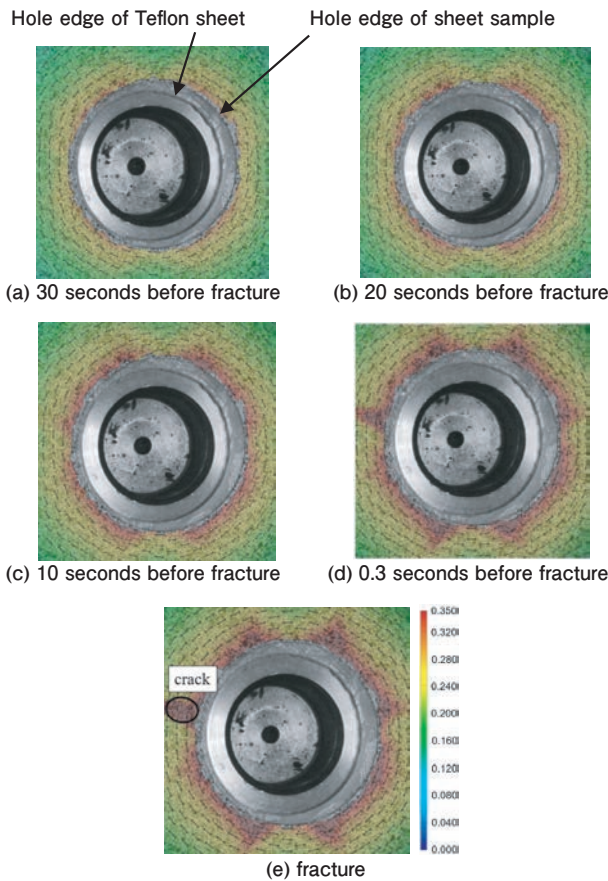 Hole edge of Teflon sheet
Hole edge of sheet sample
(a) 30 seconds before fracture
(b) 20 seconds before fracture
(c) 10 seconds before fracture
(d) 0.3 seconds before fracture
crack
0.350
0.320
0.280
0.240
0.200
0.160
0.120
0.080
0.040
0.000
(e) fracture